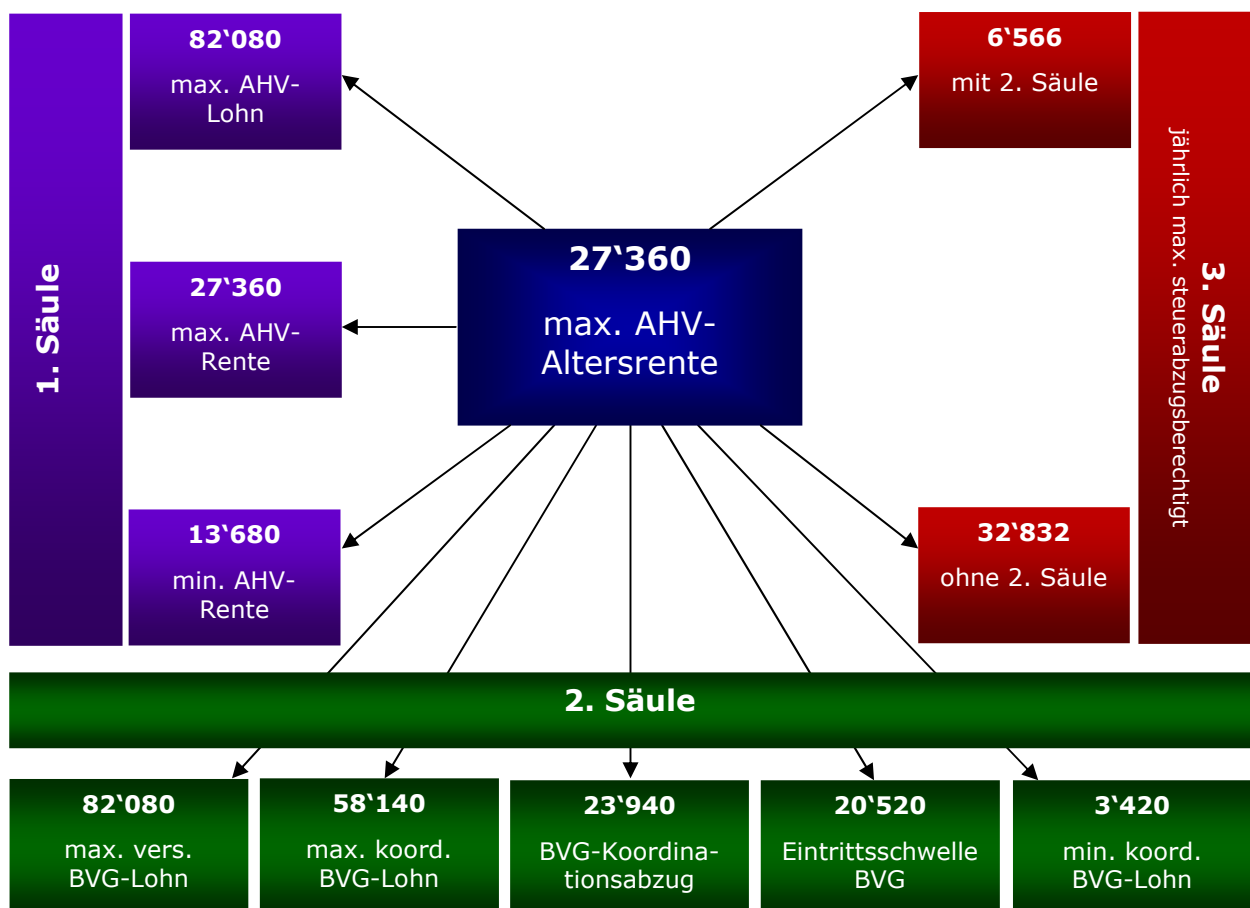 1. Säule
82‘080
max. AHV-
Lohn
27‘360
max. AHV-
Rente
13‘680
min. AHV-
Rente
27‘360
max. AHV-
Altersrente
6‘566
mit 2. Säule
32‘832
ohne 2. Säule
3. Säule
jährlich max. steuerabzugsberechtigt
2. Säule
82‘080
max. vers.
BVG-Lohn
58‘140
max. koord.
BVG-Lohn
23‘940
BVG-Koordina-
tionsabzug
20‘520
Eintrittsschwelle
BVG
3‘420
min. koord.
BVG-Lohn